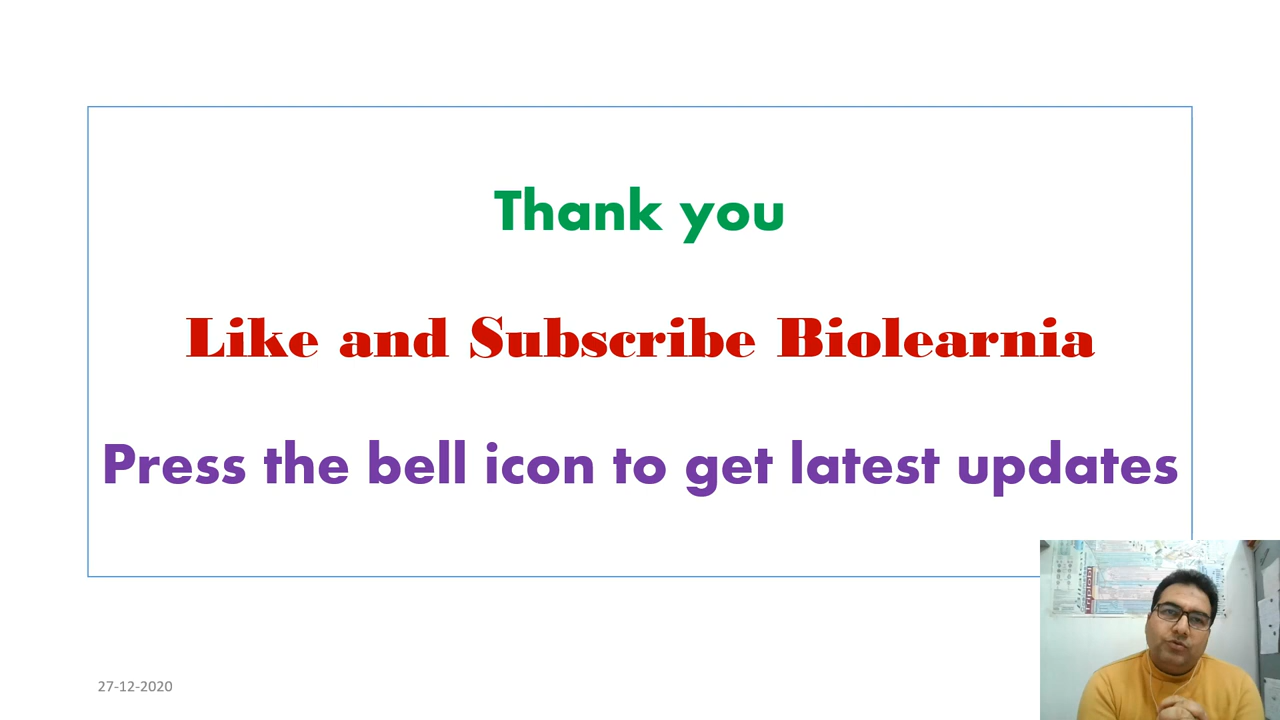 Thank you
Like and Subscribe Biolearnia
Press the bell icon to get latest updates
27-12-2020